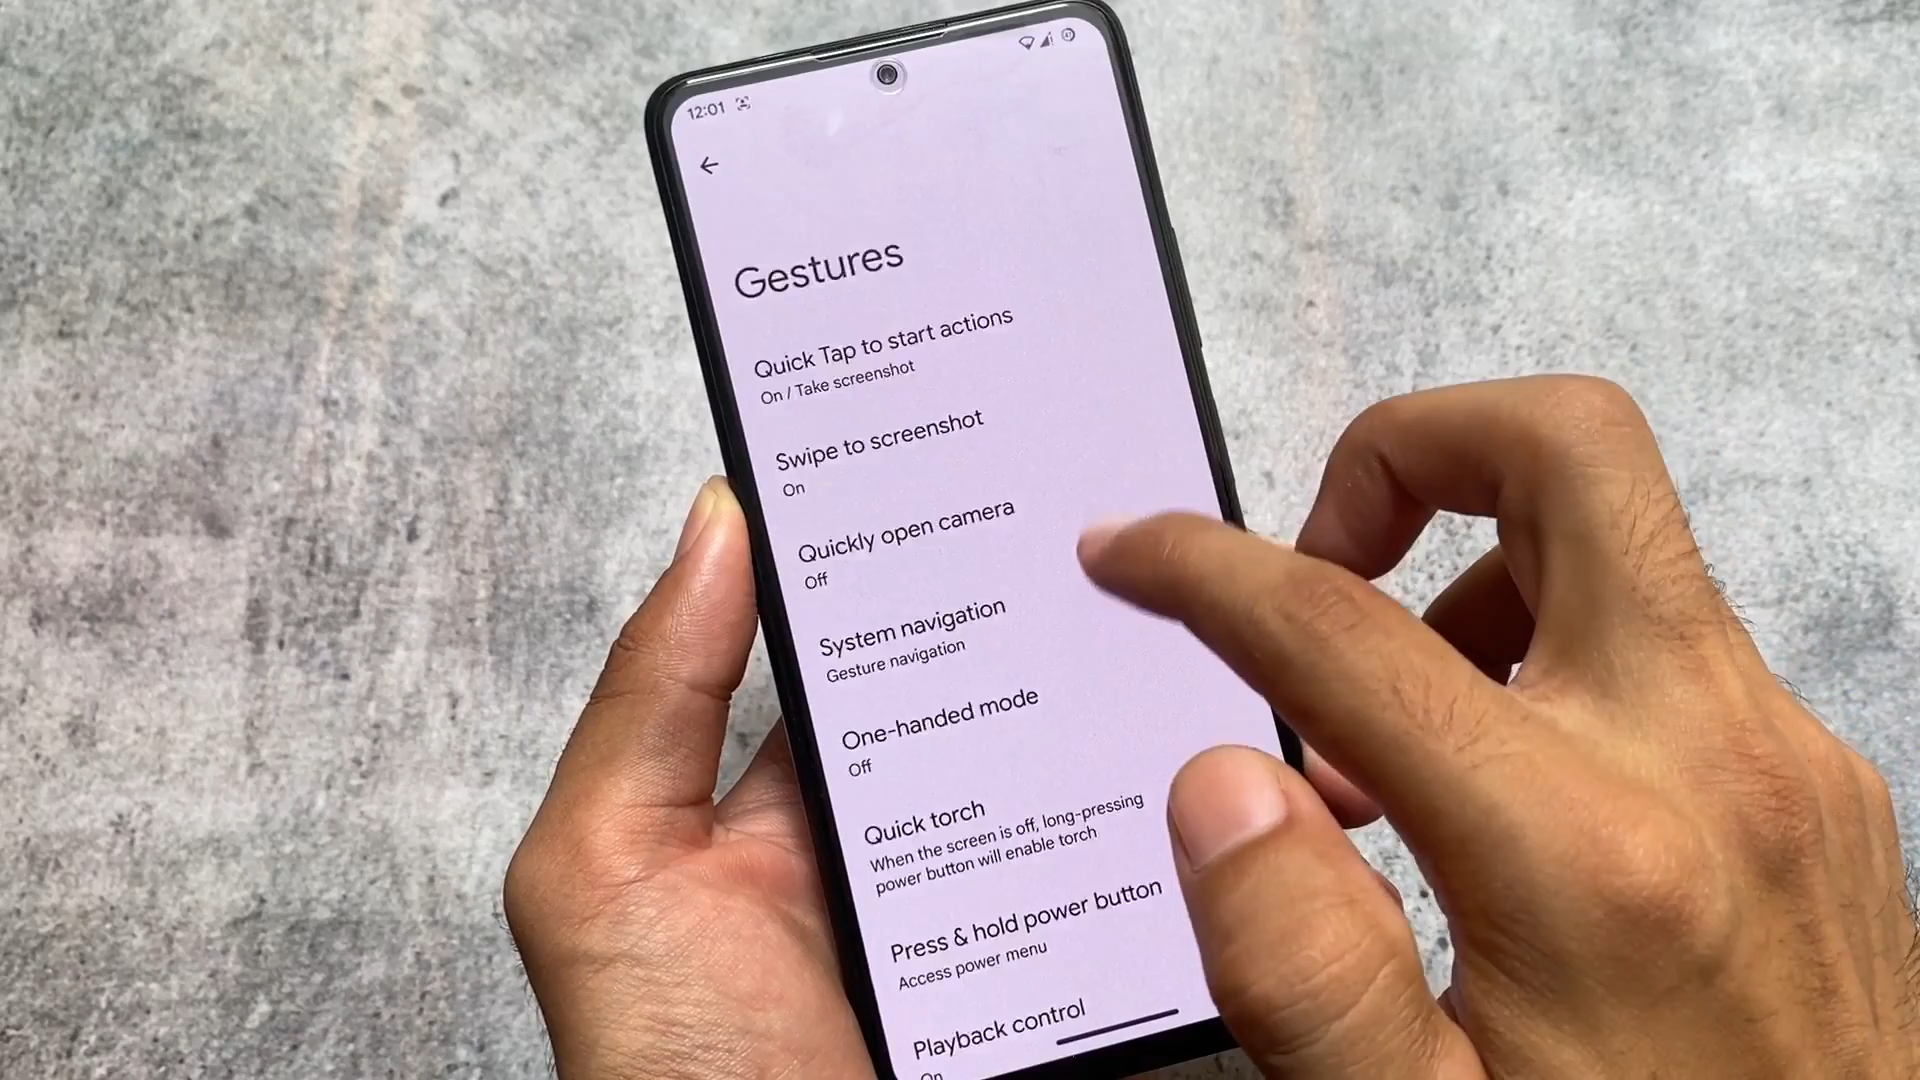 12:01
Gestures
Quick Tap to start actions
On / Take screenshot
Swipe to screenshot
On
Quickly open camera
Off
System navigation
Gesture navigation
One-handed mode
Off
Quick torch
When the screen is off, long-pressing
power button will enable torch
Press & hold power button
Access power menu
Playback control
On